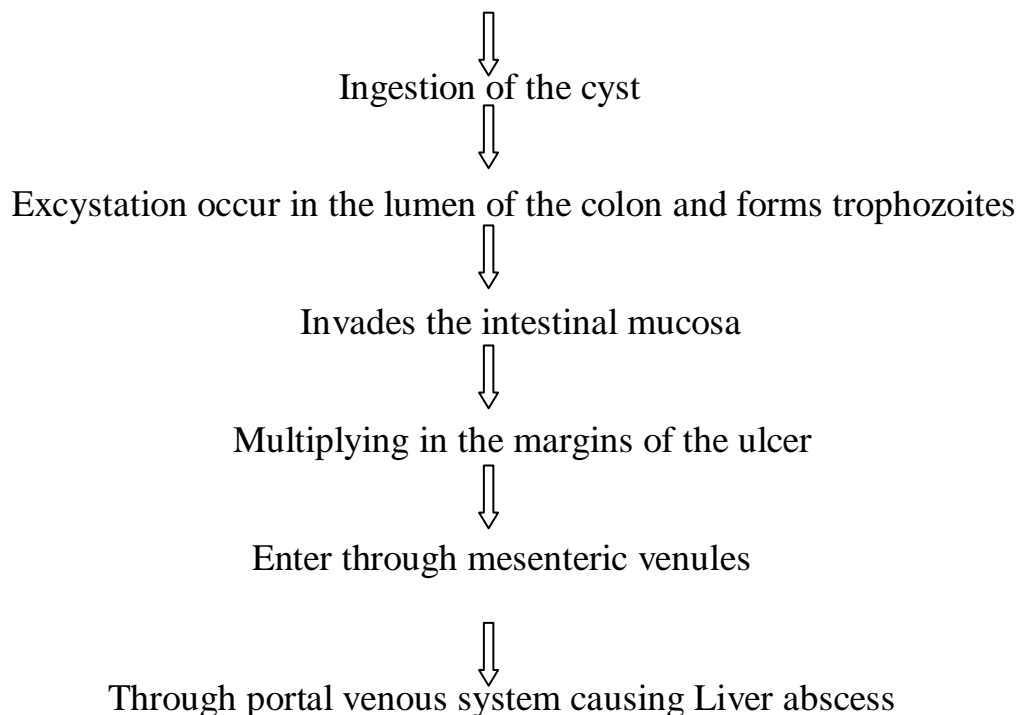 Ingestion of the cyst
Excystation occur in the lumen of the colon and forms trophozoites
Invades the intestinal mucosa
Multiplying in the margins of the ulcer
Enter through mesenteric venules
Through portal venous system causing Liver abscess